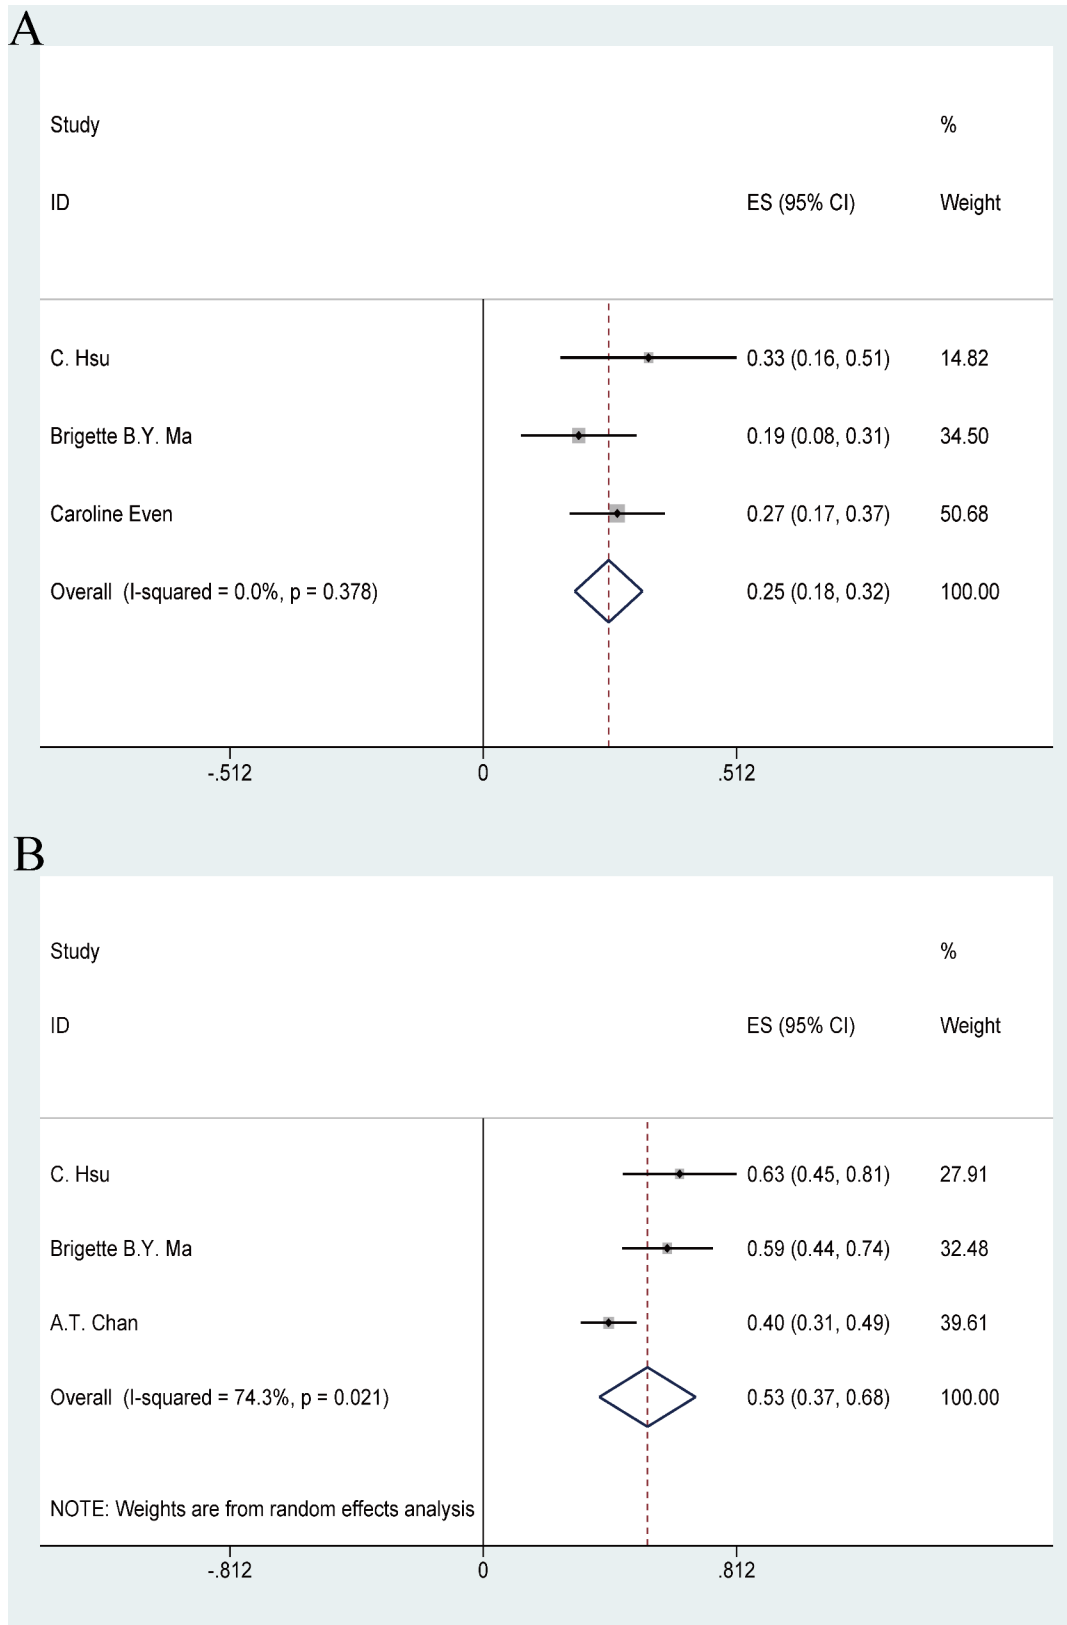 A
Study %
ID ES (95% CI) Weight
C. Hsu 0.33 (0.16, 0.51) 14.82
Brigette B.Y. Ma 0.19 (0.08, 0.31) 34.50
Caroline Even 0.27 (0.17, 0.37) 50.68
Overall (I-squared = 0.0%, p = 0.378) 0.25 (0.18, 0.32) 100.00
-.512 0 .512
B
Study %
ID ES (95% CI) Weight
C. Hsu 0.63 (0.45, 0.81) 27.91
Brigette B.Y. Ma 0.59 (0.44, 0.74) 32.48
A.T. Chan 0.40 (0.31, 0.49) 39.61
Overall (I-squared = 74.3%, p = 0.021) 0.53 (0.37, 0.68) 100.00
NOTE: Weights are from random effects analysis
-.812 0 .812